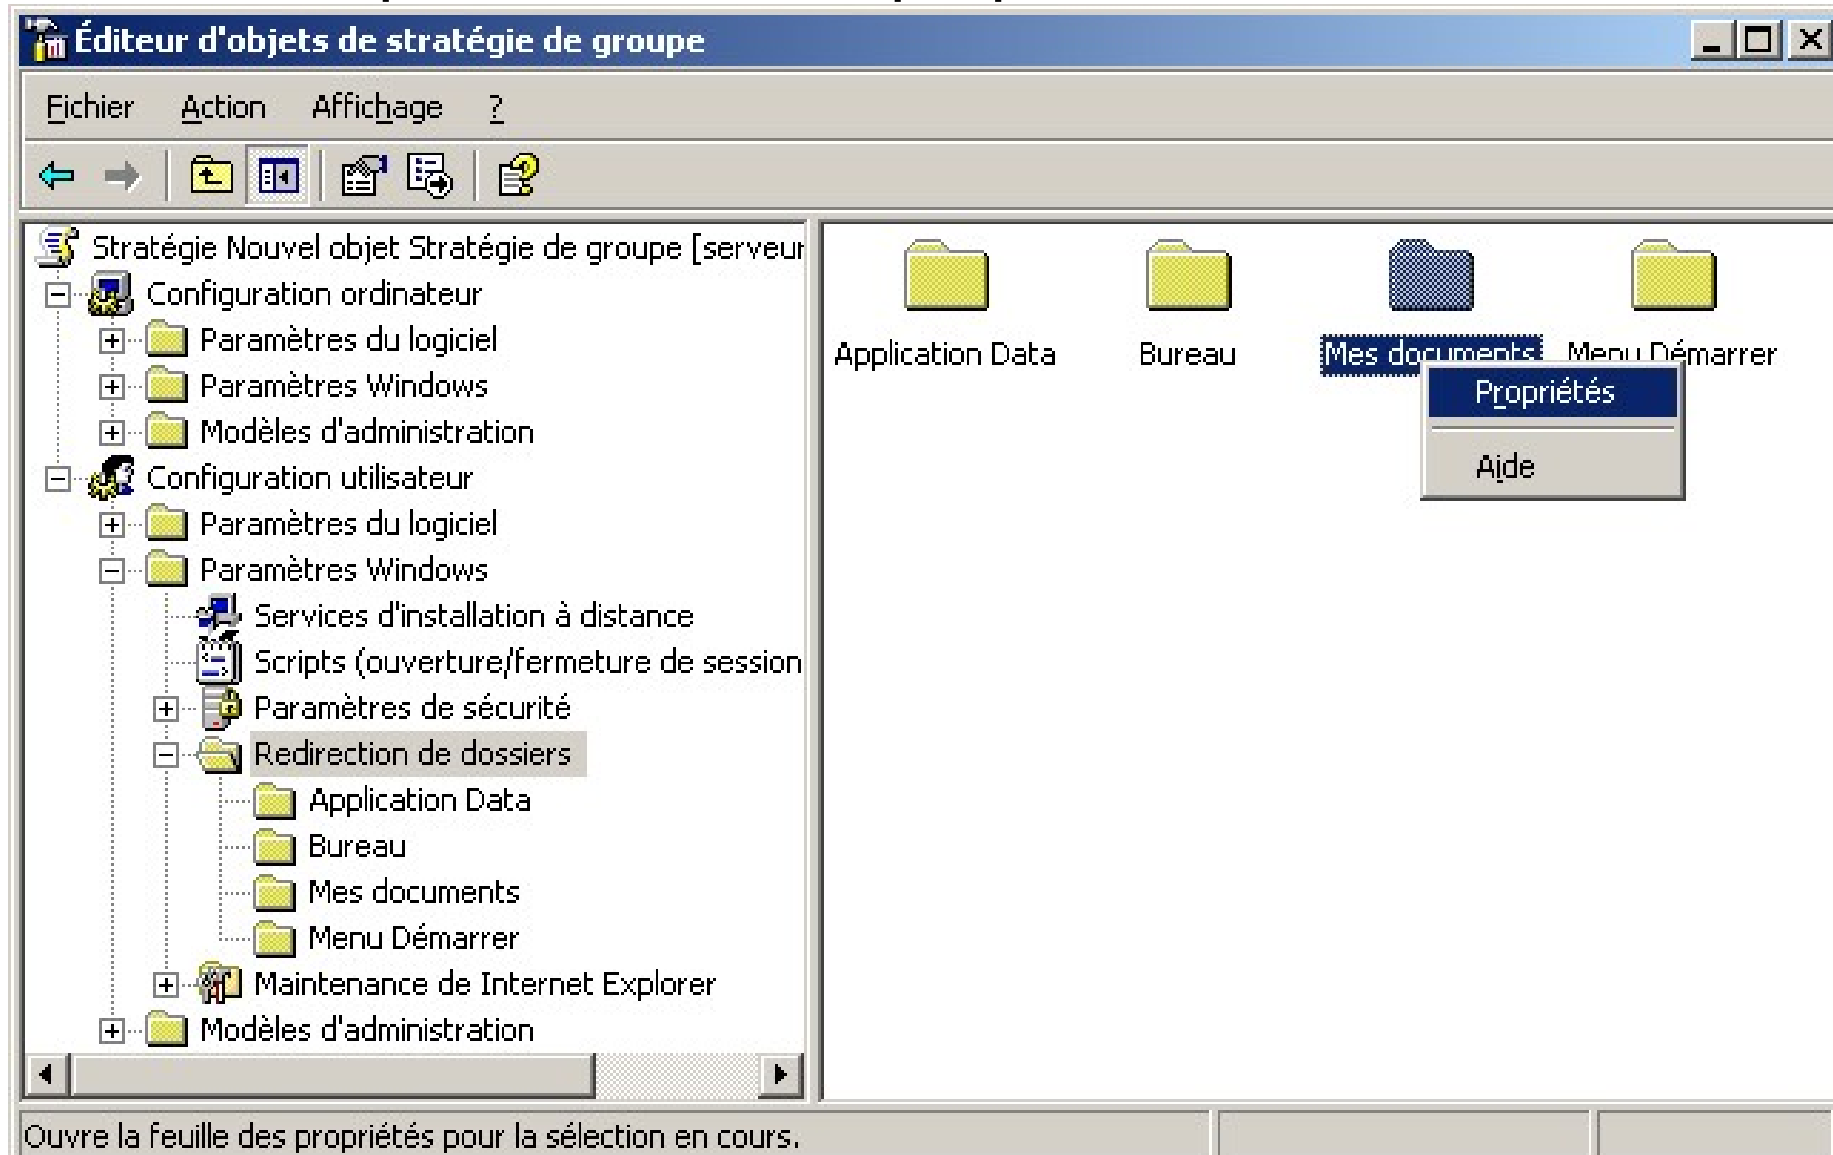 Éditeur d'objets de stratégie de groupe
Fichier Action Affichage ?
Stratégie Nouvel objet Stratégie de groupe [serveur
Configuration ordinateur
Paramètres du logiciel
Paramètres Windows
Modèles d'administration
Configuration utilisateur
Paramètres du logiciel
Paramètres Windows
Services d'installation à distance
Scripts (ouverture/fermeture de session
Paramètres de sécurité
Redirection de dossiers
Application Data
Bureau
Mes documents
Menu Démarrer
Maintenance de Internet Explorer
Modèles d'administration
Application Data Bureau Mes documents Menu Démarrer
Propriétés
Aide
Ouvre la feuille des propriétés pour la sélection en cours.